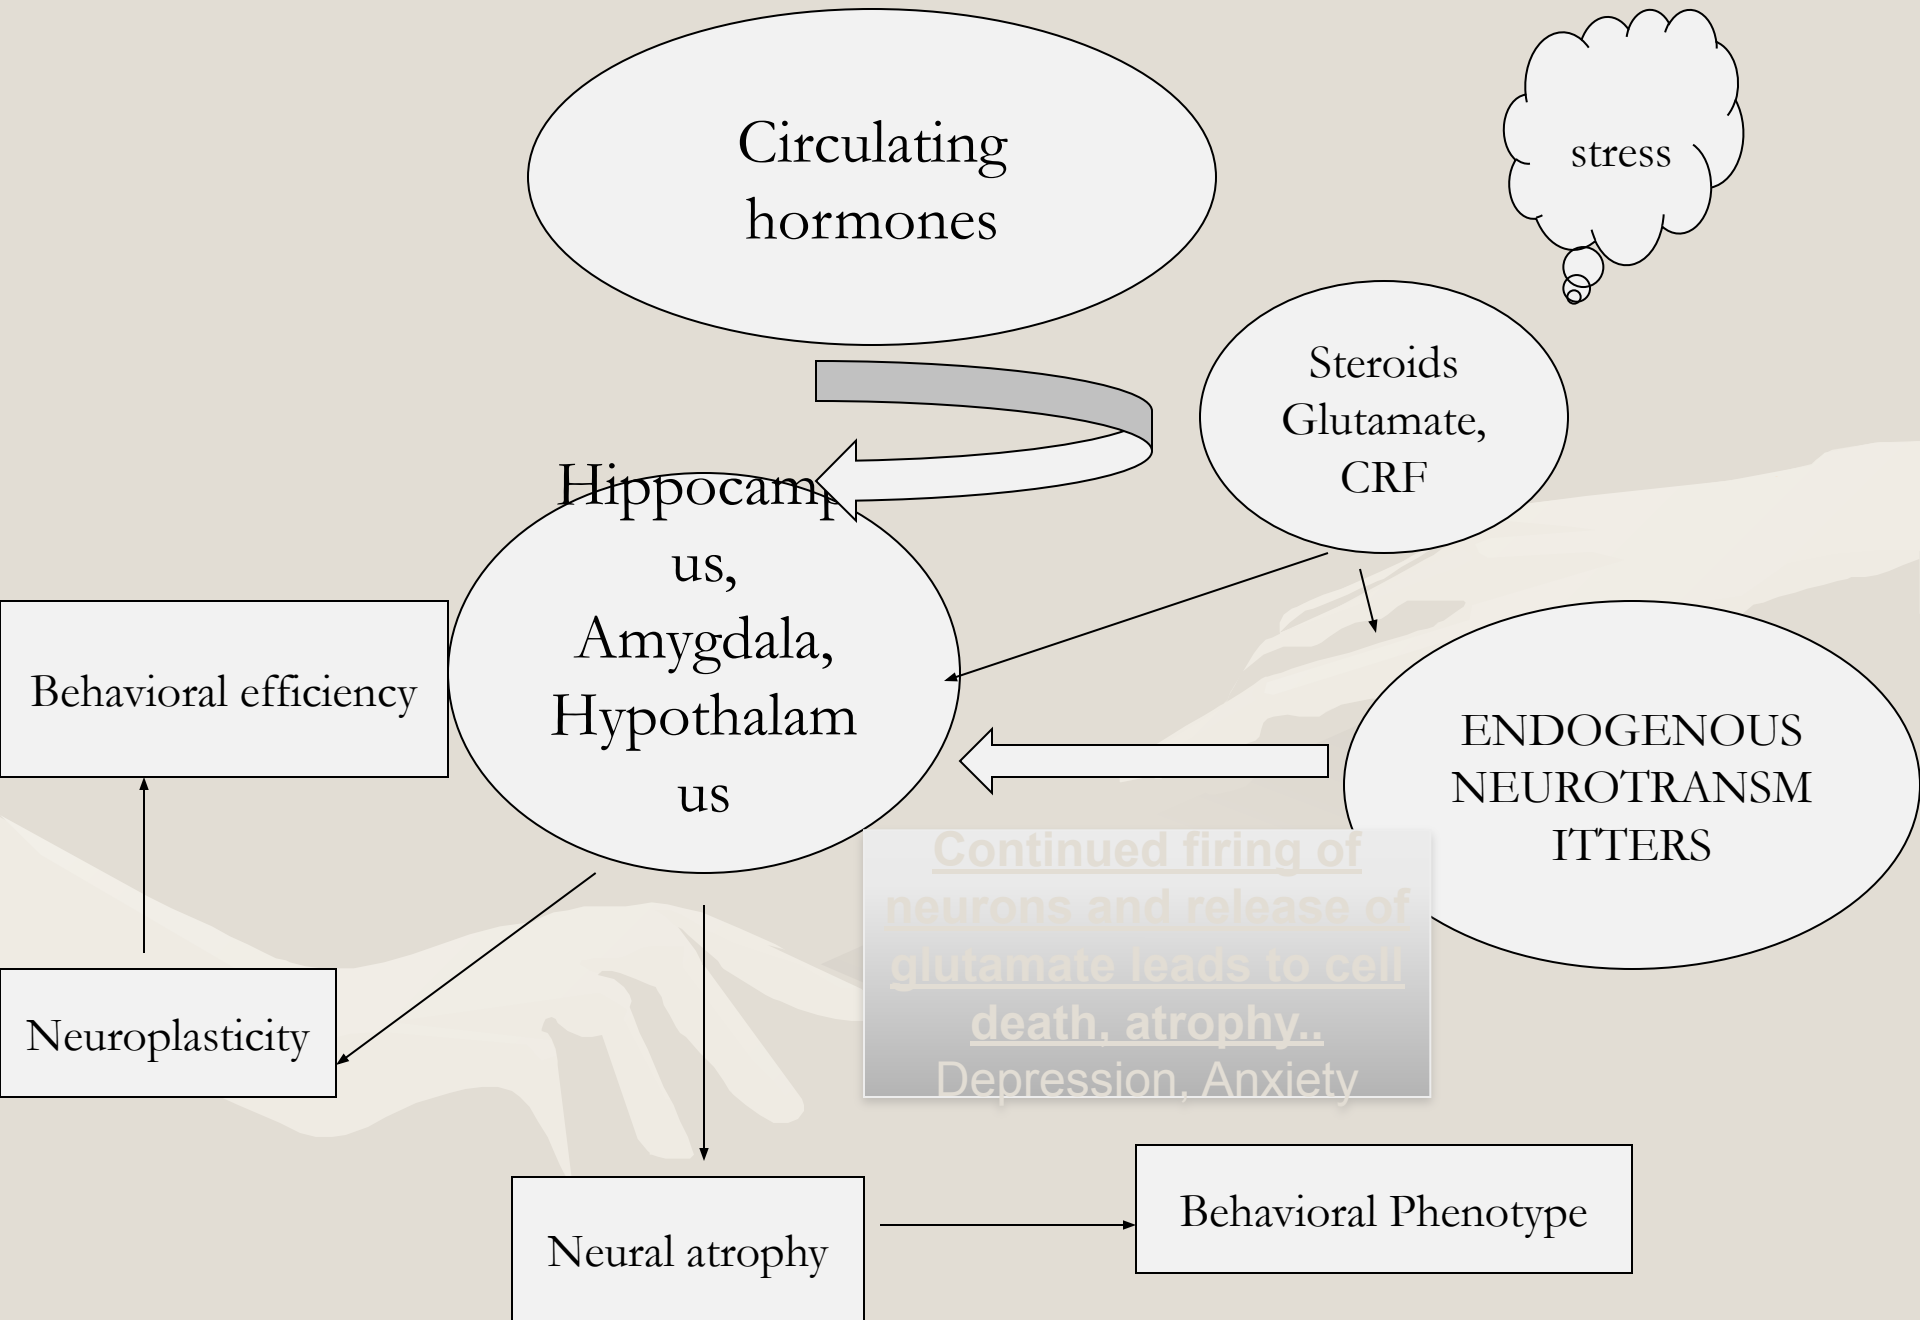 Circulating
hormones
stress
Steroids
Glutamate,
CRF
Hippocamp
us,
Amygdala,
Hypothalam
us
Behavioral efficiency
ENDOGENOUS
NEUROTRANSM
ITTERS
Continued firing of
neurons and release of
glutamate leads to cell
death, atrophy..
Depression, Anxiety
Neuroplasticity
Behavioral Phenotype
Neural atrophy